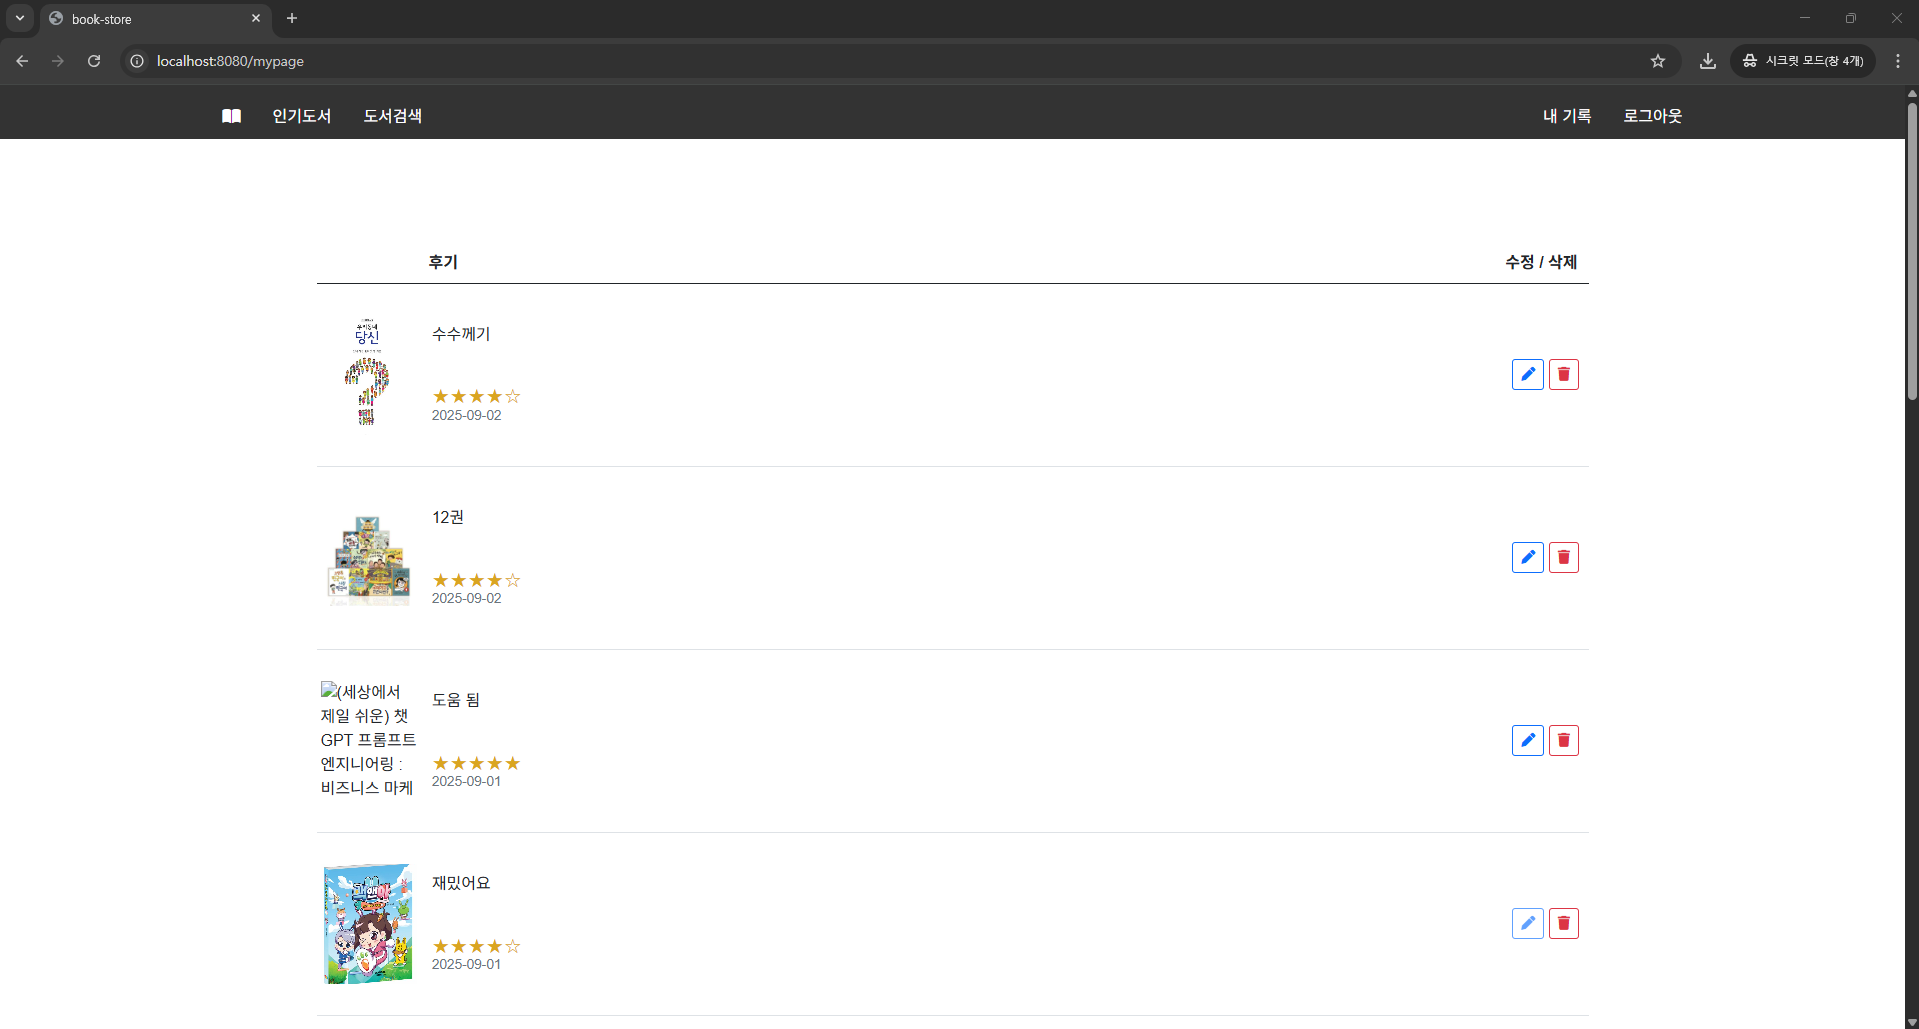 book-store
localhost:8080/mypage
시크릿 모드(창 4개)
인기도서 도서검색 내 기록 로그아웃
후기 수정 / 삭제
당신
수수께기
★★★★☆
2025-09-02
12권
★★★★☆
2025-09-02
(세상에서
제일 쉬운) 챗
GPT 프롬프트
엔지니어링 :
비즈니스 마케
도움 됨
★★★★★
2025-09-01
재밌어요
★★★★☆
2025-09-01